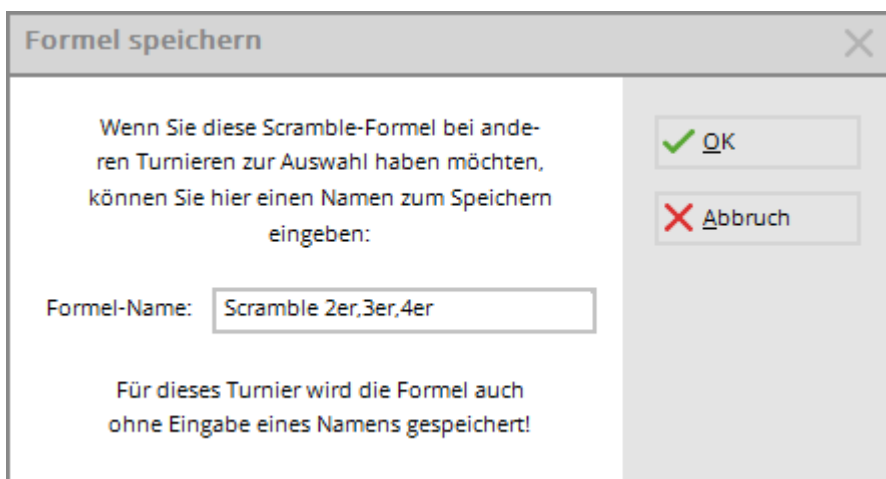 Formel speichern
Wenn Sie diese Scramble-Formel bei ande-
ren Turnieren zur Auswahl haben möchten,
können Sie hier einen Namen zum Speichern
eingeben:
OK
Abbruch
Formel-Name: Scramble 2er,3er,4er
Für dieses Turnier wird die Formel auch
ohne Eingabe eines Namens gespeichert!